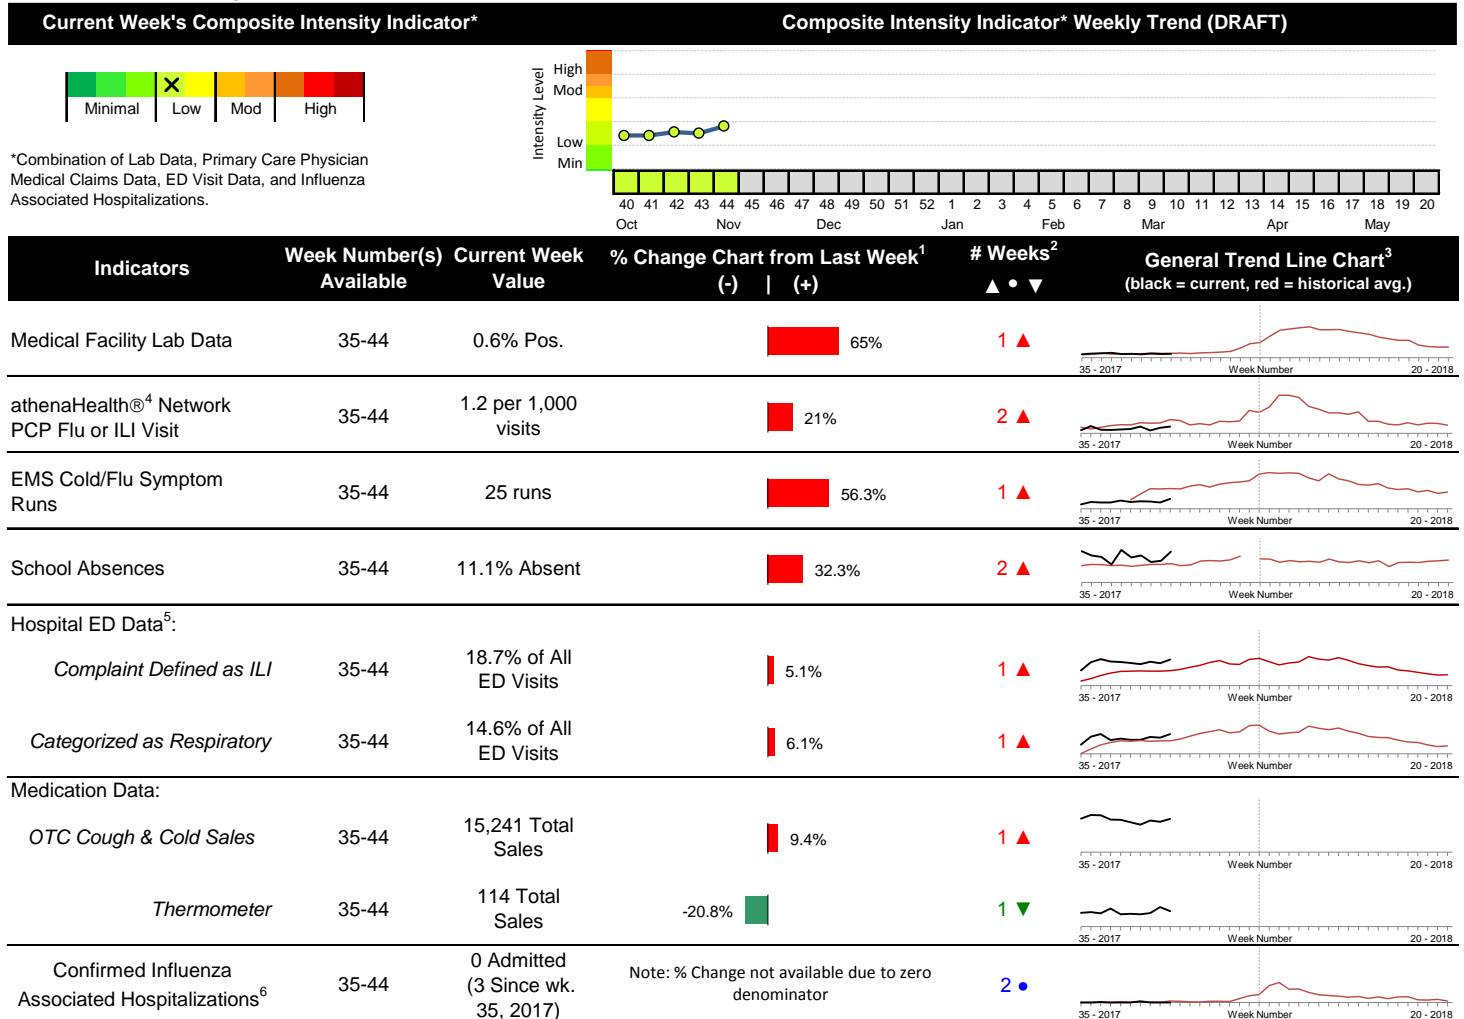 Current Week's Composite Intensity Indicator*
Composite Intensity Indicator* Weekly Trend (DRAFT)
Minimal Low Mod High
*Combination of Lab Data, Primary Care Physician
Medical Claims Data, ED Visit Data, and Influenza
Associated Hospitalizations.
Intensity Level
High
Mod
Low
Min
40 41 42 43 44 45 46 47 48 49 50 51 52 1 2 3 4 5 6 7 8 9 10 11 12 13 14 15 16 17 18 19 20
Oct Nov Dec Jan Feb Mar Apr May
Indicators
Week Number(s)
Available
Current Week
Value
% Change Chart from Last Week1
(-) | (+)
# Weeks2
▲ • ▼
General Trend Line Chart3
(black = current, red = historical avg.)
Medical Facility Lab Data 35-44 0.6% Pos. 65% 1 ▲
35 - 2017 Week Number 20 - 2018
athenaHealth®4 Network
PCP Flu or ILI Visit
35-44
1.2 per 1,000
visits
21% 2 ▲
35 - 2017 Week Number 20 - 2018
EMS Cold/Flu Symptom
Runs
35-44 25 runs 56.3% 1 ▲
35 - 2017 Week Number 20 - 2018
School Absences 35-44 11.1% Absent 32.3% 2 ▲
35 - 2017 Week Number 20 - 2018
Hospital ED Data5:
Complaint Defined as ILI 35-44
18.7% of All
ED Visits
5.1% 1 ▲
35 - 2017 Week Number 20 - 2018
Categorized as Respiratory 35-44
14.6% of All
ED Visits
6.1% 1 ▲
35 - 2017 Week Number 20 - 2018
Medication Data:
OTC Cough & Cold Sales 35-44
15,241 Total
Sales
9.4% 1 ▲
35 - 2017 Week Number 20 - 2018
Thermometer 35-44
114 Total
Sales
-20.8% 1 ▼
35 - 2017 Week Number 20 - 2018
Confirmed Influenza
Associated Hospitalizations6
35-44
0 Admitted
(3 Since wk.
35, 2017)
Note: % Change not available due to zero
denominator
2 ●
35 - 2017 Week Number 20 - 2018